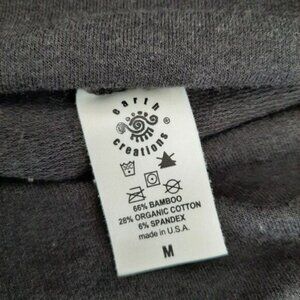 earth
creations®
66% BAMBOO
28% ORGANIC COTTON
6% SPANDEX
made in U.S.A.
M